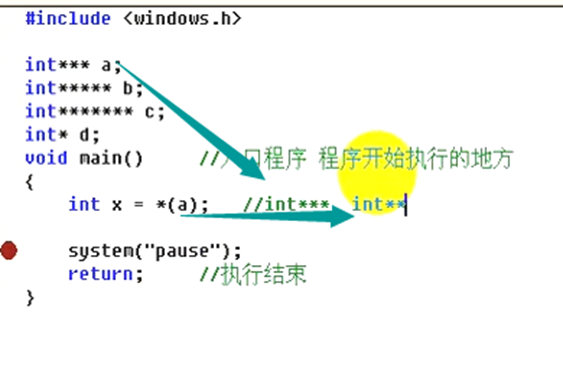 #include <windows.h>
int*** a;
int***** b;
int******* c;
int* d;
void main() //入口程序 程序开始执行的地方
{
int x = *(a); //int*** int**
system("pause");
return; //执行结束
}